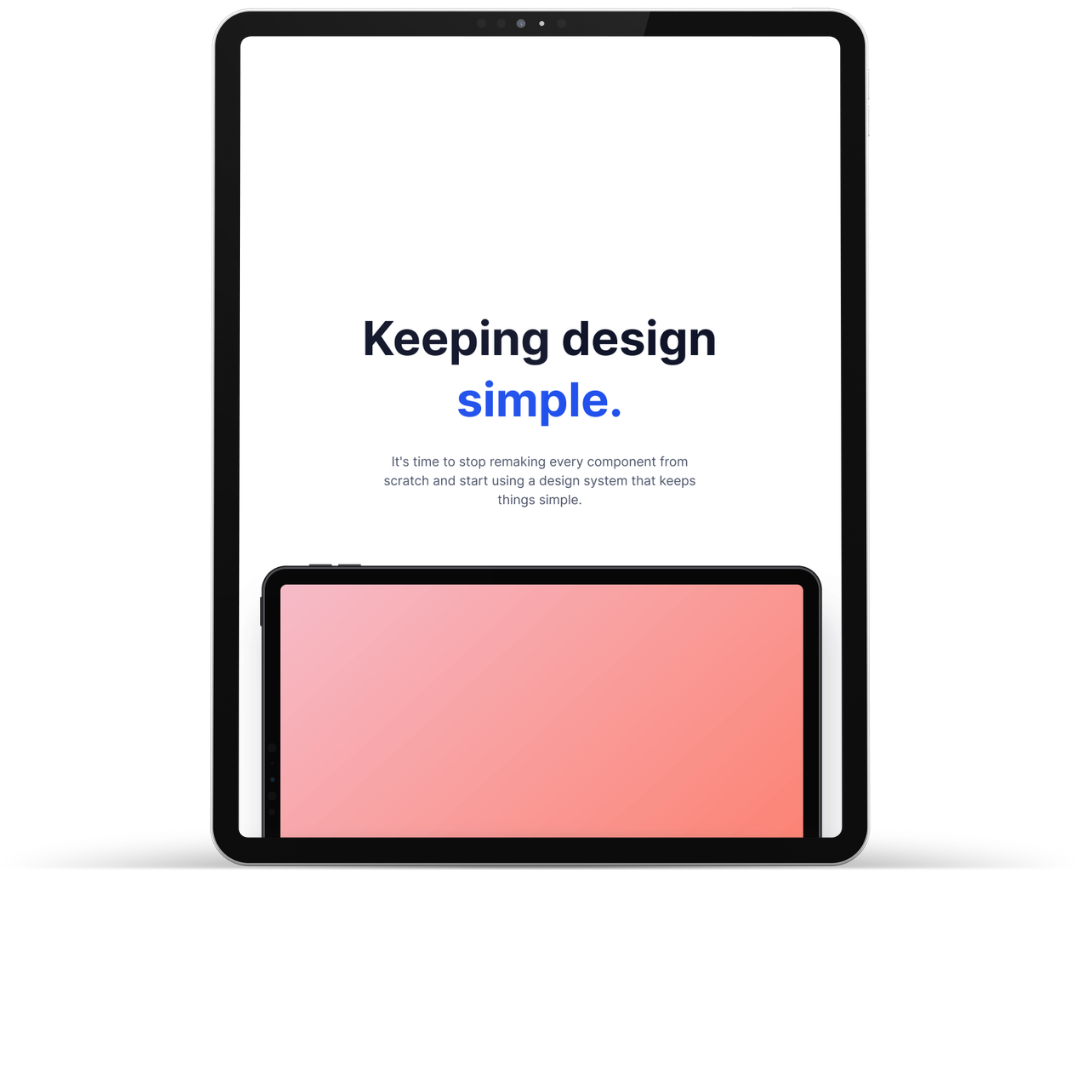 Keeping design
simple.
It's time to stop remaking every component from
scratch and start using a design system that keeps
things simple.